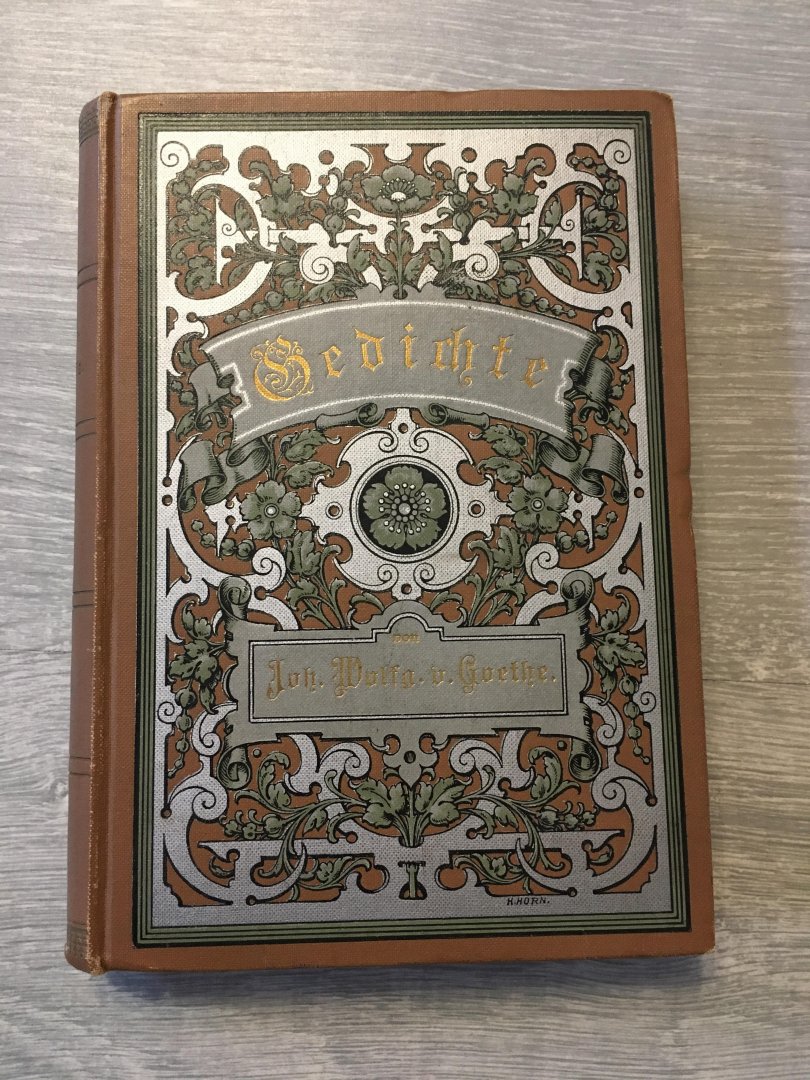 Gedichte
von
Joh. Wolfg. v. Goethe.
H. HORN.